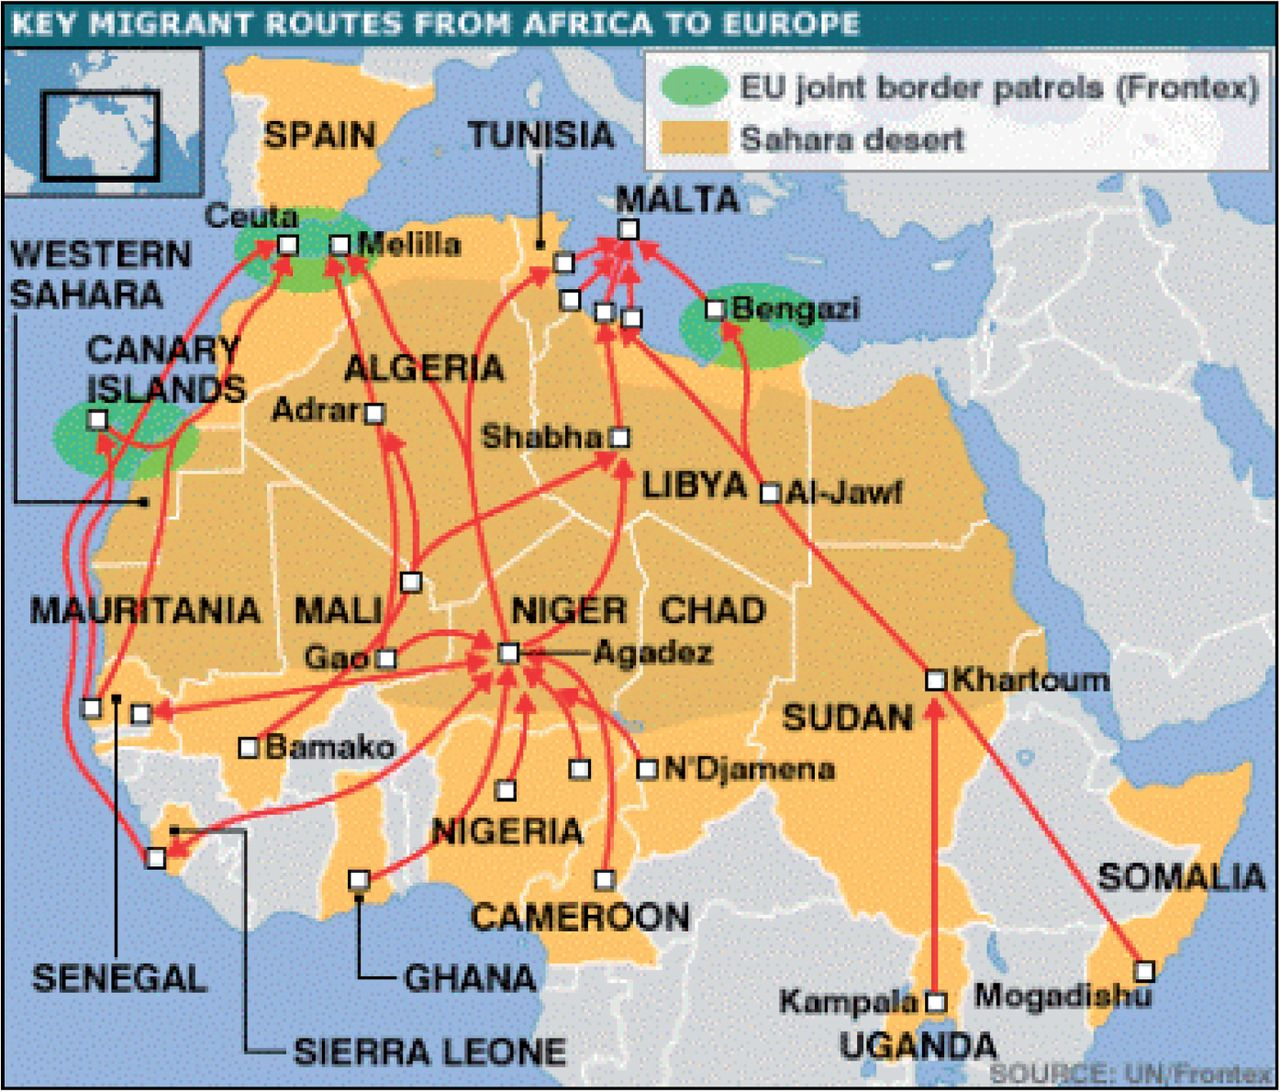 KEY MIGRANT ROUTES FROM AFRICA TO EUROPE
EU joint border patrols (Frontex)
Sahara desert
SPAIN
TUNISIA
MALTA
Ceuta
Melilla
WESTERN
SAHARA
Bengazi
CANARY
ISLANDS
ALGERIA
Adrar
Shabha
LIBYA
Al-Jawf
MAURITANIA
MALI
NIGER
CHAD
Gao
Agadez
Khartoum
SUDAN
Bamako
N'Djamena
NIGERIA
SOMALIA
CAMEROON
SENEGAL
GHANA
Kampala
Mogadishu
UGANDA
SIERRA LEONE
SOURCE: UN/Frontex